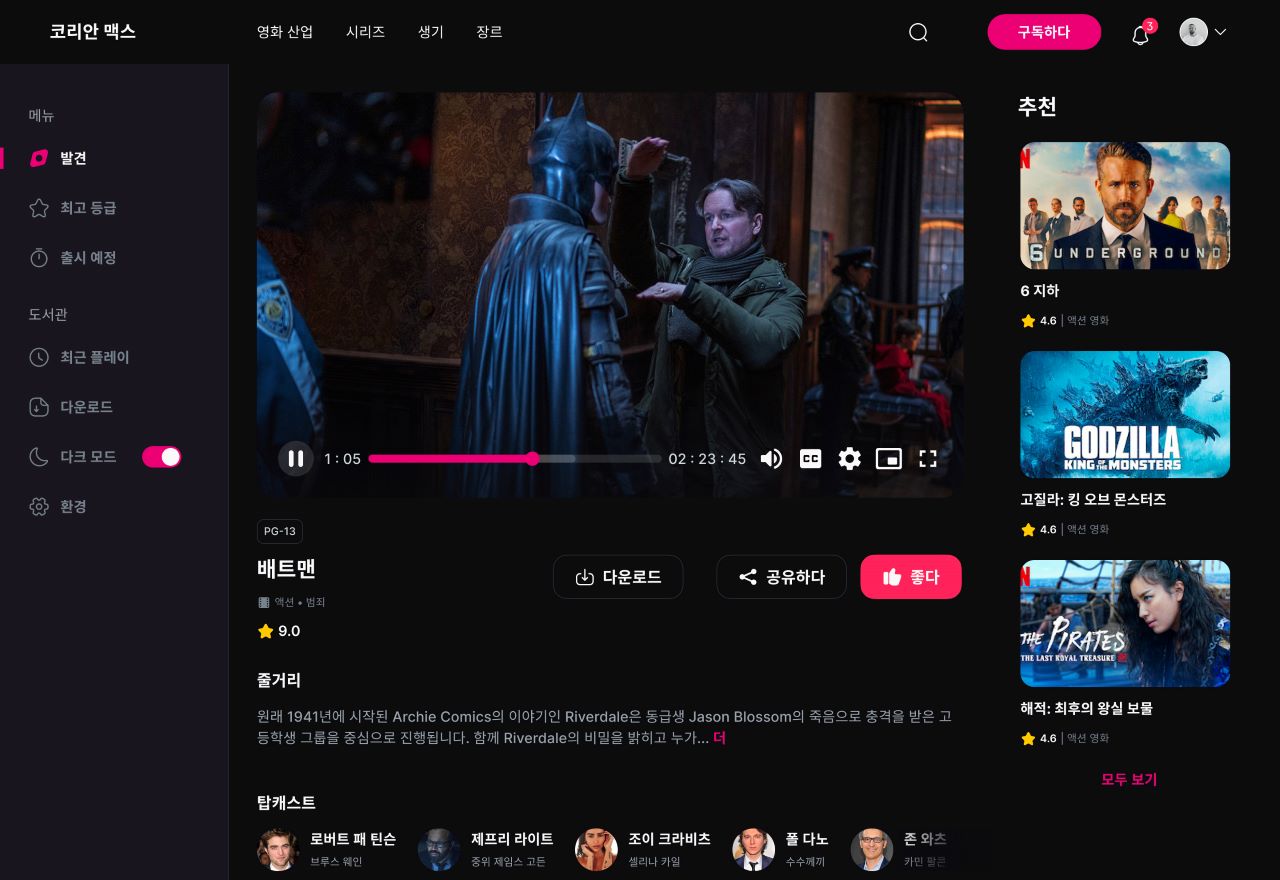 코리안 맥스
영화 산업
시리즈
생기
장르
구독하다
3
메뉴
발견
최고 등급
출시 예정
도서관
최근 플레이
다운로드
다크 모드
환경
1 : 05
02 : 23 : 45
CC
PG-13
배트맨
액션 • 범죄
9.0
다운로드
공유하다
좋다
줄거리
원래 1941년에 시작된 Archie Comics의 이야기인 Riverdale은 동급생 Jason Blossom의 죽음으로 충격을 받은 고
등학생 그룹을 중심으로 진행됩니다. 함께 Riverdale의 비밀을 밝히고 누가... 더
탑캐스트
로버트 패 틴슨
브루스 웨인
제프리 라이트
중위 제임스 고든
조이 크라비츠
셀리나 카일
폴 다노
수수께끼
존 와츠
카민 팔콘
추천
N
6 UNDERGROUND
6 지하
4.6 | 액션 영화
GODZILLA
KING OF THE MONSTERS
고질라: 킹 오브 몬스터즈
4.6 | 액션 영화
N
THE PIRATES
THE LAST ROYAL TREASURE
해적: 최후의 왕실 보물
4.6 | 액션 영화
모두 보기